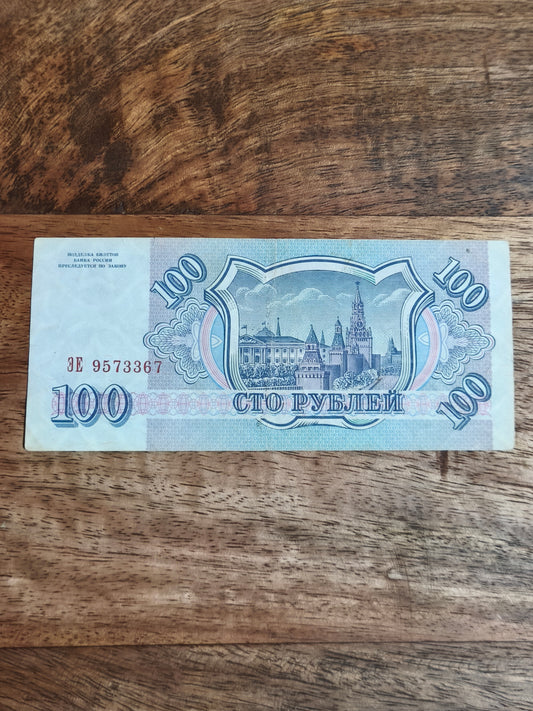 ПОДДЕЛКА БИЛЕТОВ
БАНКА РОССИИ
ПРЕСЛЕДУЕТСЯ ПО ЗАКОНУ
100
100
ЭЕ 9573367
100
СТО РУБЛЕЙ
100